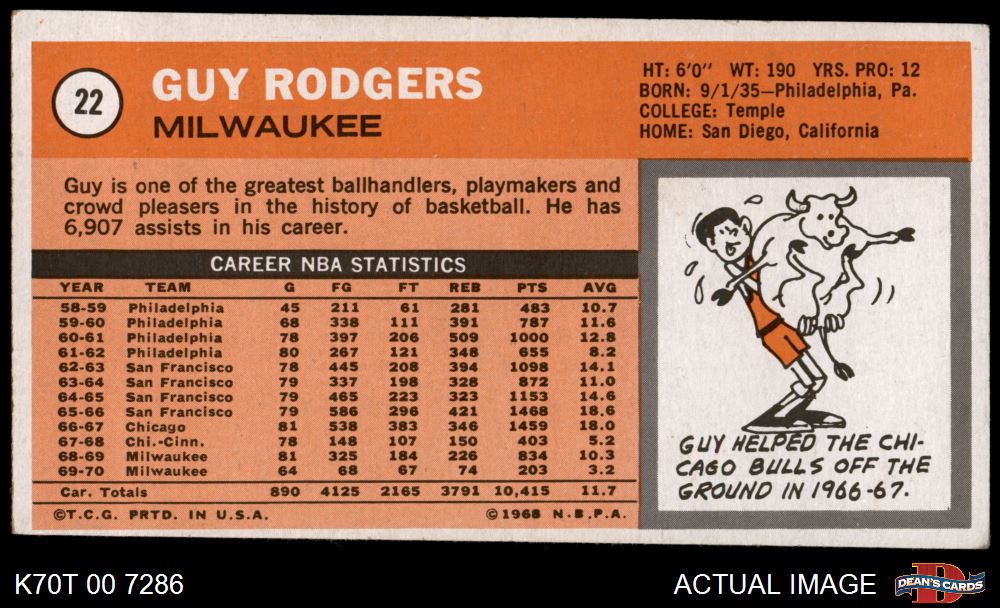 22
GUY RODGERS
MILWAUKEE
HT: 6'0" WT: 190 YRS. PRO: 12
BORN: 9/1/35—Philadelphia, Pa.
COLLEGE: Temple
HOME: San Diego, California
Guy is one of the greatest ballhandlers, playmakers and
crowd pleasers in the history of basketball. He has
6,907 assists in his career.
CAREER NBA STATISTICS
YEAR TEAM G FG FT REB PTS AVG
58-59 Philadelphia 45 211 61 281 483 10.7
59-60 Philadelphia 68 338 111 391 787 11.6
60-61 Philadelphia 78 397 206 509 1000 12.8
61-62 Philadelphia 80 267 121 348 655 8.2
62-63 San Francisco 78 445 208 394 1098 14.1
63-64 San Francisco 79 337 198 328 872 11.0
64-65 San Francisco 79 465 223 323 1153 14.6
65-66 San Francisco 79 586 296 421 1468 18.6
66-67 Chicago 81 538 383 346 1459 18.0
67-68 Chi.-Cinn. 78 148 107 150 403 5.2
68-69 Milwaukee 81 325 184 226 834 10.3
69-70 Milwaukee 64 68 67 74 203 3.2
Car. Totals 890 4125 2165 3791 10,415 11.7
©T.C.G. PRTD. IN U.S.A. ©1968 N.B.P.A.
GUY HELPED THE CHI-
CAGO BULLS OFF THE
GROUND IN 1966-67.
K70T 00 7286
ACTUAL IMAGE
DEAN'S CARDS